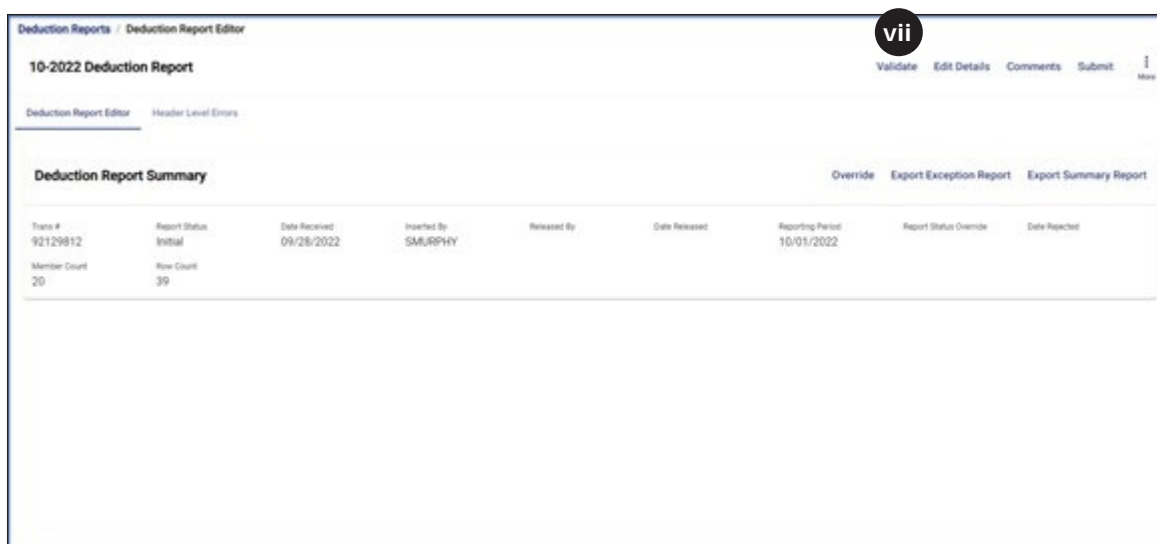 Deduction Reports / Deduction Report Editor
vii
10-2022 Deduction Report
Validate Edit Details Comments Submit More
Deduction Report Editor Header Level Errors
Deduction Report Summary
Override Export Exception Report Export Summary Report
Trans # Report Status Date Received Inserted By Released By Date Released Reporting Period Report Status Override Date Rejected
92129812 Initial 09/28/2022 SMURPHY 10/01/2022
Member Count Row Count
20 39